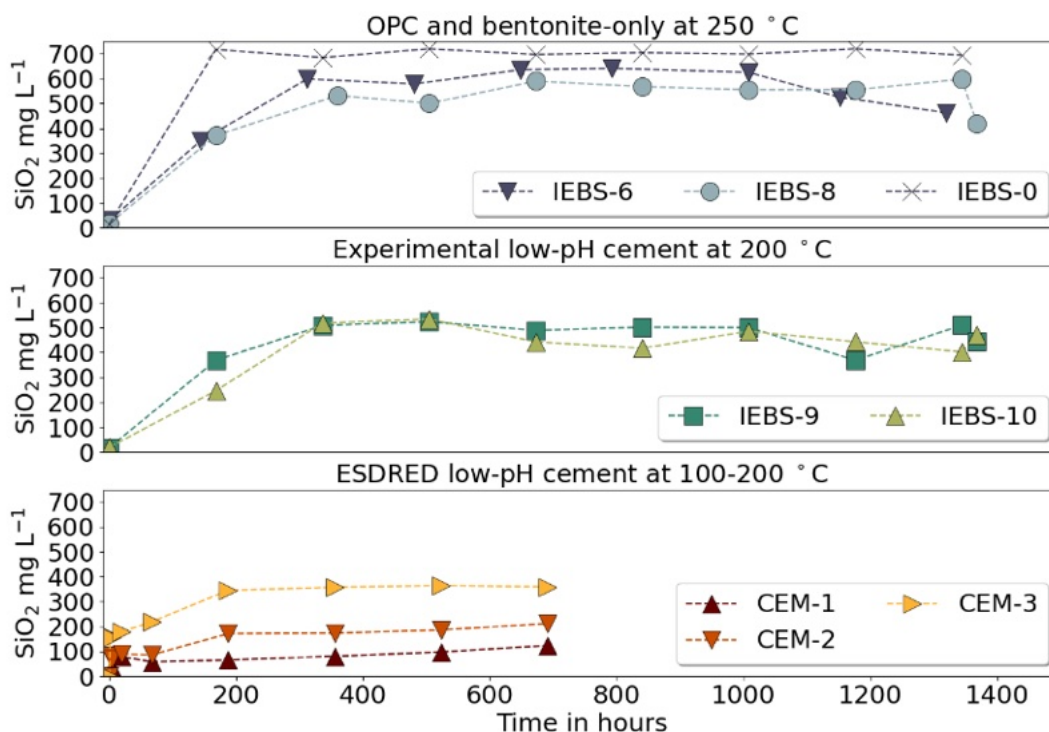 OPC and bentonite-only at 250 °C
SiO₂ mg L⁻¹
700
600
500
400
300
200
100
0
IEBS-6 IEBS-8 IEBS-0
Experimental low-pH cement at 200 °C
SiO₂ mg L⁻¹
700
600
500
400
300
200
100
0
IEBS-9 IEBS-10
ESDRED low-pH cement at 100-200 °C
SiO₂ mg L⁻¹
700
600
500
400
300
200
100
0
CEM-1 CEM-3
CEM-2
0 200 400 600 800 1000 1200 1400
Time in hours